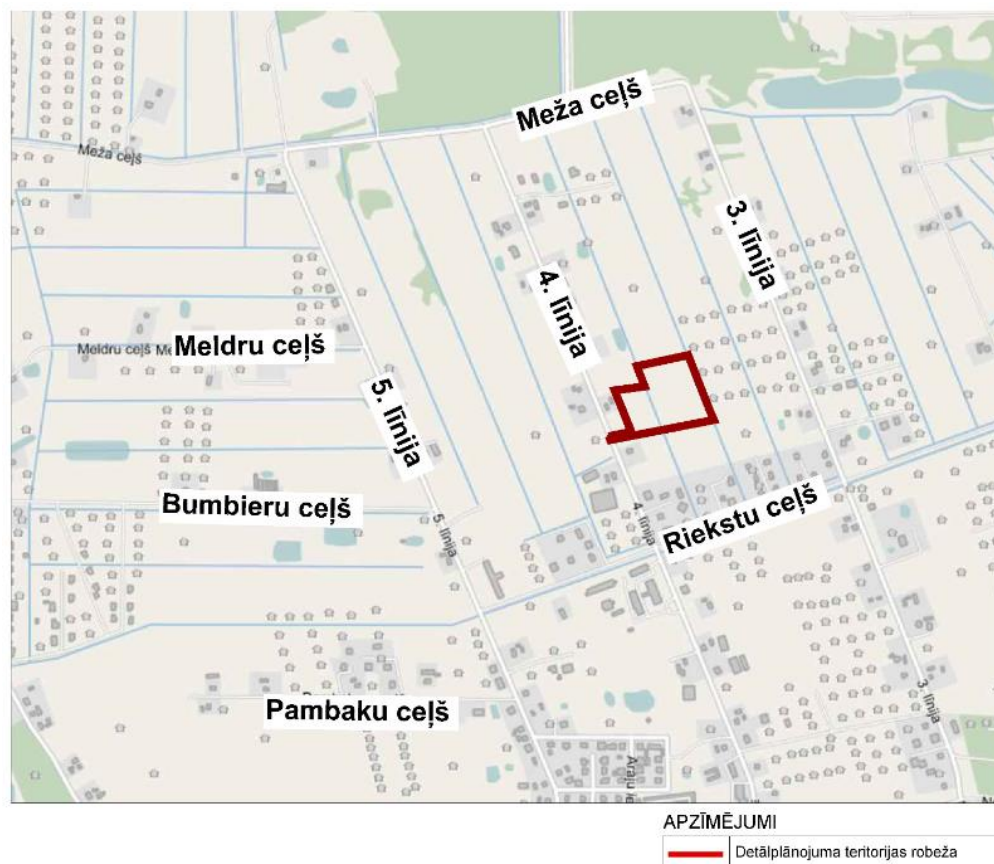 Meža ceļš
Meža ceļš
3. līnija
4. līnija
Meldru ceļš
Meldru ceļš
5. līnija
Bumbieru ceļš
Riekstu ceļš
4. līnija
5. līnija
Pambaku ceļš
3. līnija
APZĪMĒJUMI
Detālplānojuma teritorijas robeža